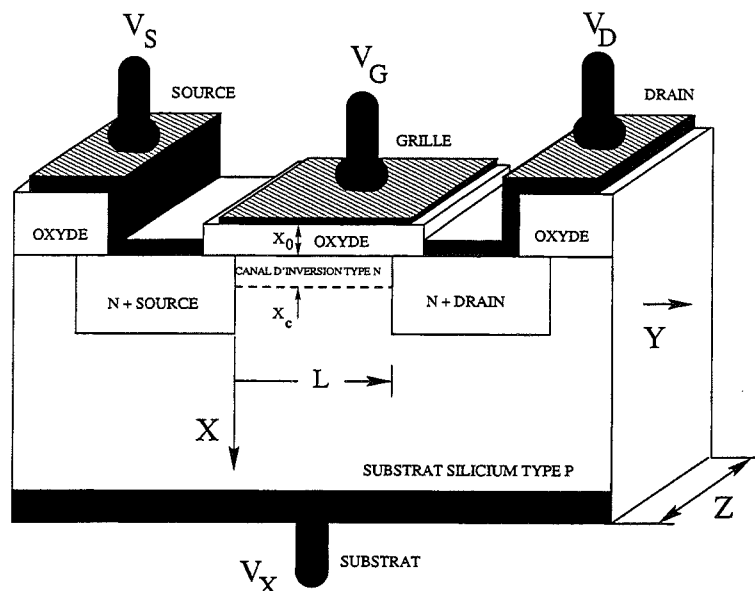 V_S
V_G
V_D
SOURCE
DRAIN
GRILLE
OXYDE
X_0
OXYDE
OXYDE
CANAL D'INVERSION TYPE N
N + SOURCE
X_c
N + DRAIN
Y
L
X
SUBSTRAT SILICIUM TYPE P
Z
V_X
SUBSTRAT